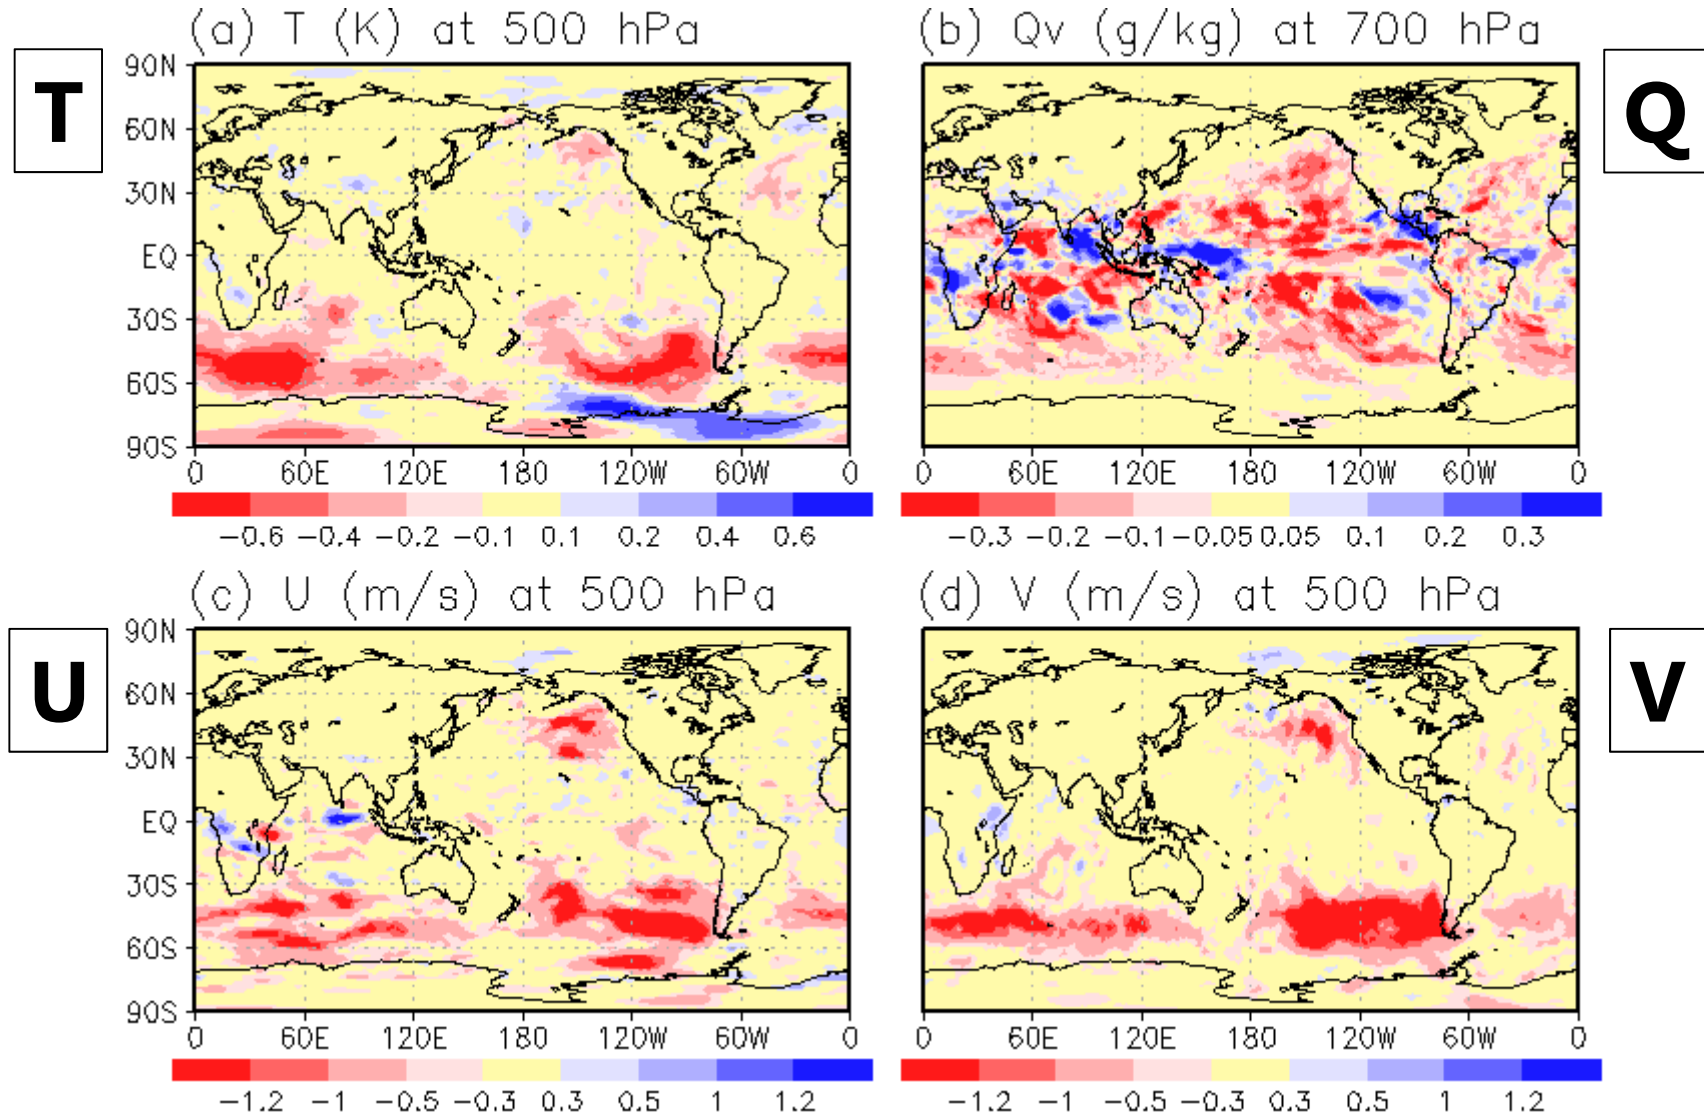 (a) T (K) at 500 hPa
(b) Qv (g/kg) at 700 hPa
T
Q
90N
60N
30N
EQ
30S
60S
90S
0 60E 120E 180 120W 60W 0
0 60E 120E 180 120W 60W 0
−0.6 −0.4 −0.2 −0.1 0.1 0.2 0.4 0.6
−0.3 −0.2 −0.1 −0.05 0.05 0.1 0.2 0.3
(c) U (m/s) at 500 hPa
(d) V (m/s) at 500 hPa
U
V
90N
60N
30N
EQ
30S
60S
90S
0 60E 120E 180 120W 60W 0
0 60E 120E 180 120W 60W 0
−1.2 −1 −0.5 −0.3 0.3 0.5 1 1.2
−1.2 −1 −0.5 −0.3 0.3 0.5 1 1.2